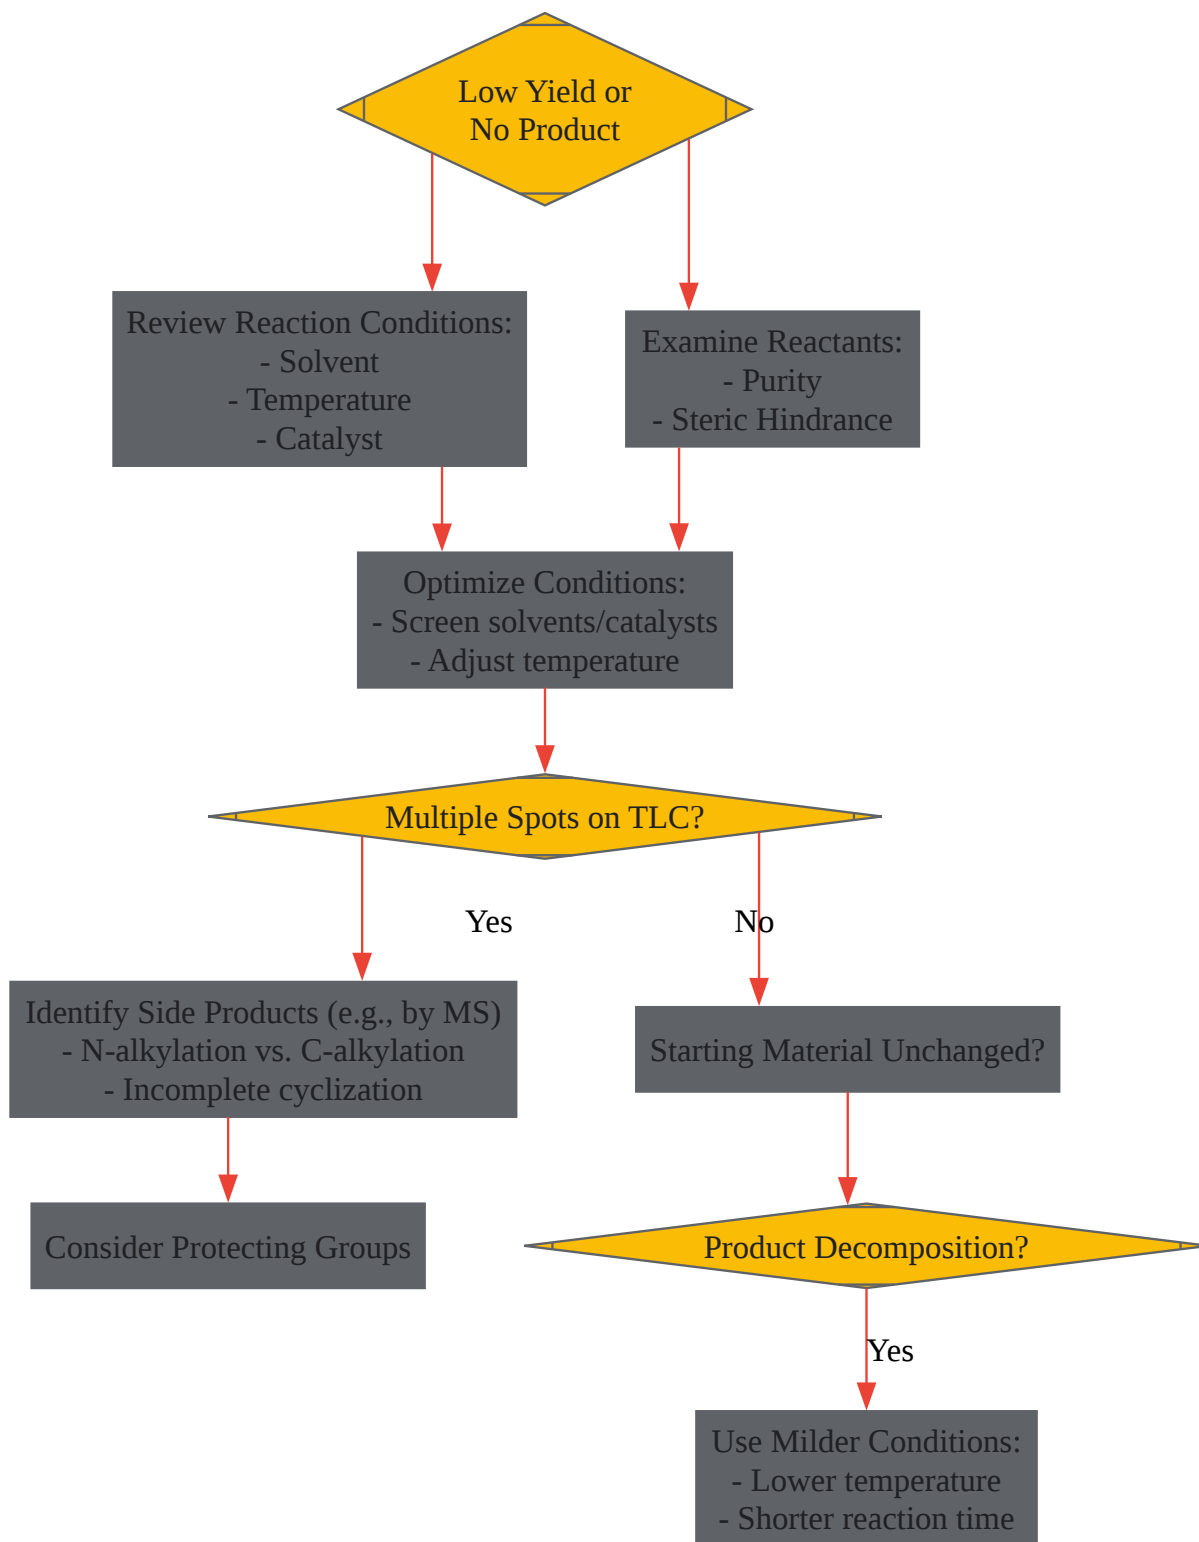 Low Yield or
No Product
Review Reaction Conditions:
- Solvent
- Temperature
- Catalyst
Examine Reactants:
- Purity
- Steric Hindrance
Optimize Conditions:
- Screen solvents/catalysts
- Adjust temperature
Multiple Spots on TLC?
Yes
No
Identify Side Products (e.g., by MS)
- N-alkylation vs. C-alkylation
- Incomplete cyclization
Starting Material Unchanged?
Consider Protecting Groups
Product Decomposition?
Yes
Use Milder Conditions:
- Lower temperature
- Shorter reaction time